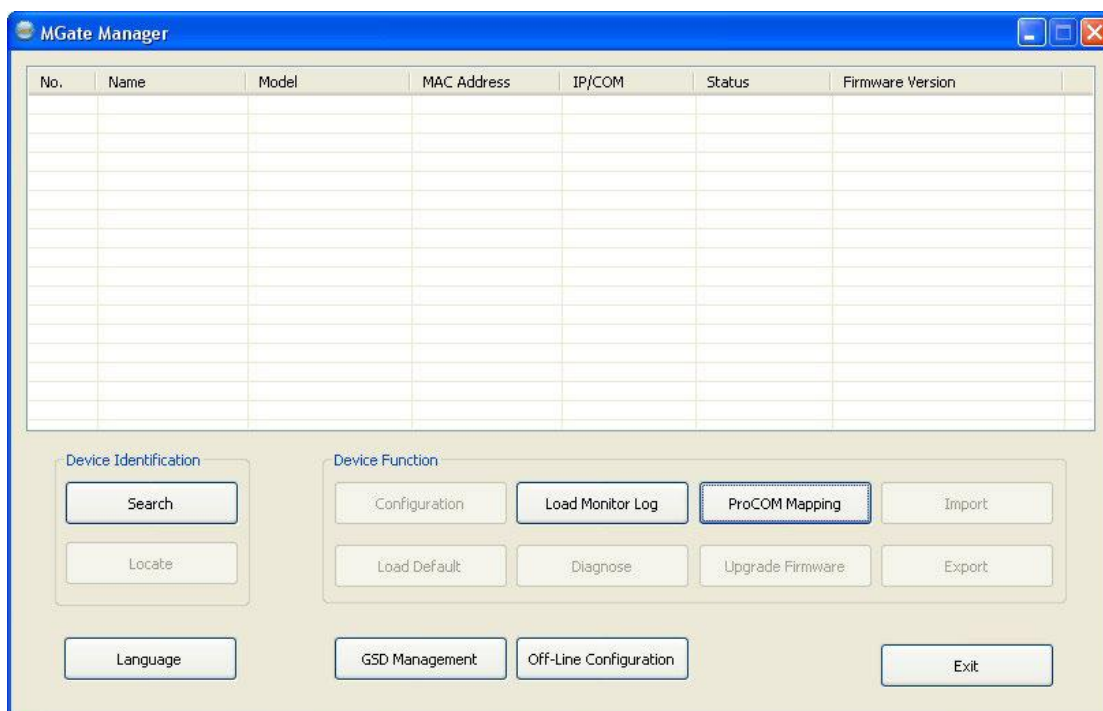 MGate Manager
No. Name Model MAC Address IP/COM Status Firmware Version
Device Identification Device Function
Search Configuration Load Monitor Log ProCOM Mapping Import
Locate Load Default Diagnose Upgrade Firmware Export
Language GSD Management Off-Line Configuration Exit